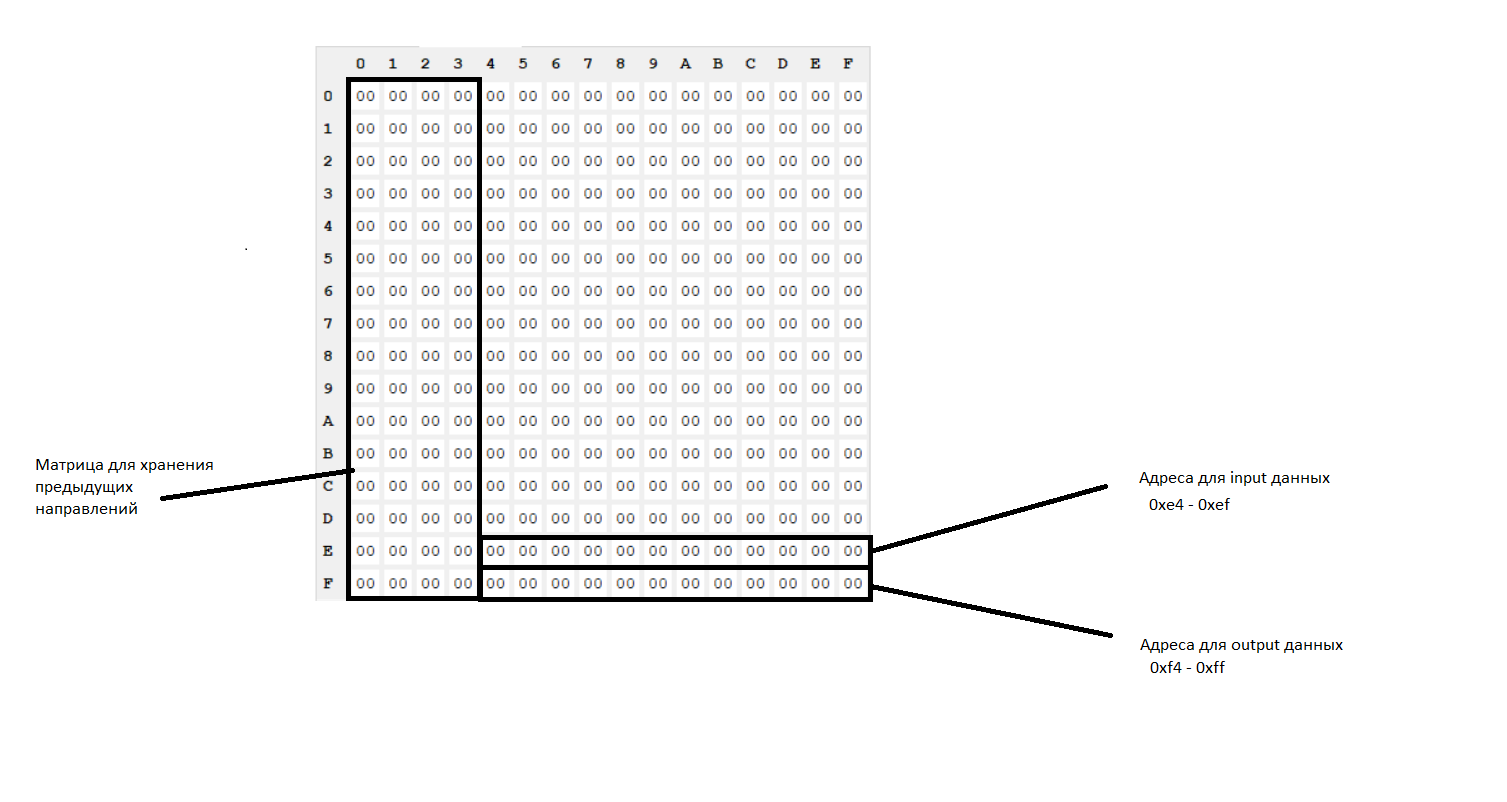 0 1 2 3 4 5 6 7 8 9 A B C D E F
0 00 00 00 00 00 00 00 00 00 00 00 00 00 00 00 00
1 00 00 00 00 00 00 00 00 00 00 00 00 00 00 00 00
2 00 00 00 00 00 00 00 00 00 00 00 00 00 00 00 00
3 00 00 00 00 00 00 00 00 00 00 00 00 00 00 00 00
4 00 00 00 00 00 00 00 00 00 00 00 00 00 00 00 00
5 00 00 00 00 00 00 00 00 00 00 00 00 00 00 00 00
6 00 00 00 00 00 00 00 00 00 00 00 00 00 00 00 00
7 00 00 00 00 00 00 00 00 00 00 00 00 00 00 00 00
8 00 00 00 00 00 00 00 00 00 00 00 00 00 00 00 00
9 00 00 00 00 00 00 00 00 00 00 00 00 00 00 00 00
A 00 00 00 00 00 00 00 00 00 00 00 00 00 00 00 00
B 00 00 00 00 00 00 00 00 00 00 00 00 00 00 00 00
C 00 00 00 00 00 00 00 00 00 00 00 00 00 00 00 00
D 00 00 00 00 00 00 00 00 00 00 00 00 00 00 00 00
E 00 00 00 00 00 00 00 00 00 00 00 00 00 00 00 00
F 00 00 00 00 00 00 00 00 00 00 00 00 00 00 00 00
Матрица для хранения
предыдущих
направлений
Адреса для input данных
0xe4 - 0xef
Адреса для output данных
0xf4 - 0xff